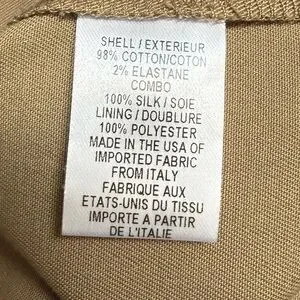 SHELL / EXTERIEUR
98% COTTON/COTON
2% ELASTANE
COMBO
100% SILK / SOIE
LINING / DOUBLURE
100% POLYESTER
MADE IN THE USA OF
IMPORTED FABRIC
FROM ITALY
FABRIQUE AUX
ETATS-UNIS DU TISSU
IMPORTE A PARTIR
DE L'ITALIE